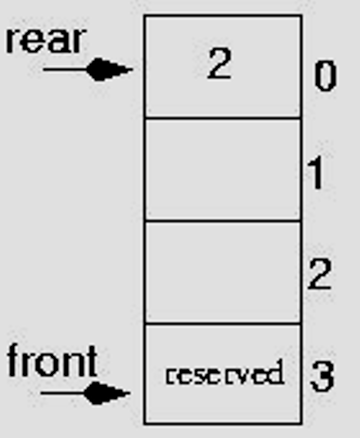 rear
2 0
1
2
front
reserved 3